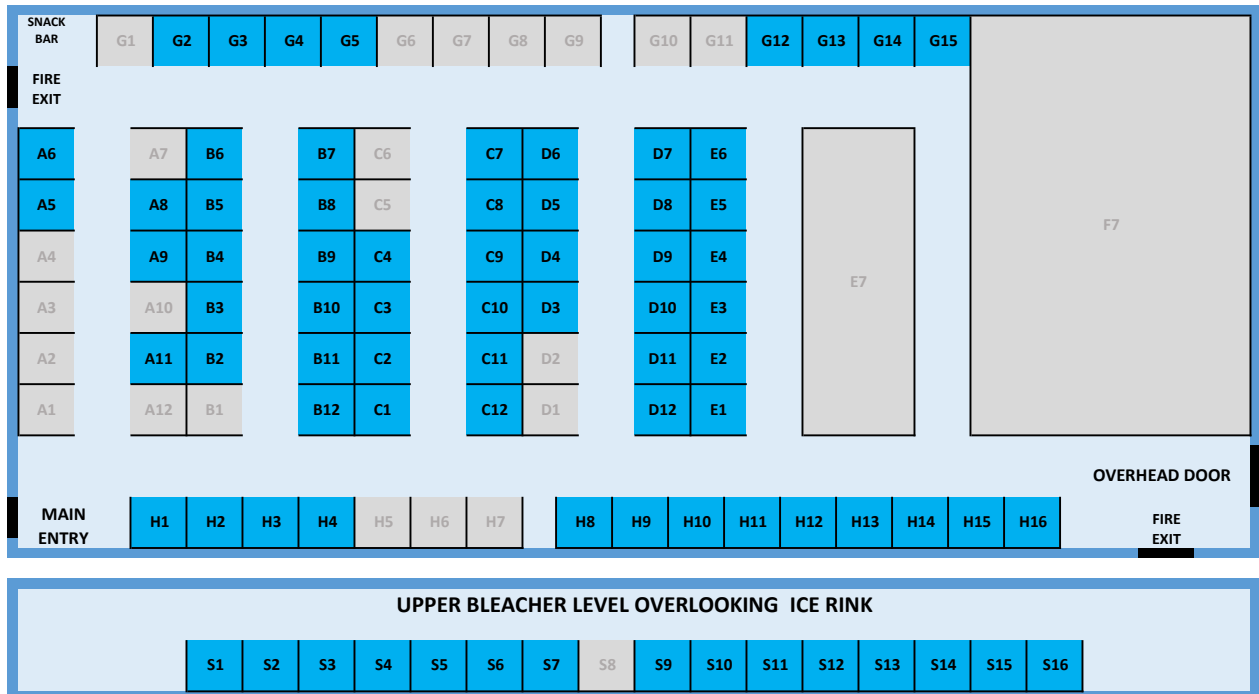 SNACK
BAR
G1 G2 G3 G4 G5 G6 G7 G8 G9 G10 G11 G12 G13 G14 G15
FIRE
EXIT
A6 A7 B6 B7 C6 C7 D6 D7 E6
A5 A8 B5 B8 C5 C8 D5 D8 E5
F7
A4 A9 B4 B9 C4 C9 D4 D9 E4
E7
A3 A10 B3 B10 C3 C10 D3 D10 E3
A2 A11 B2 B11 C2 C11 D2 D11 E2
A1 A12 B1 B12 C1 C12 D1 D12 E1
OVERHEAD DOOR
MAIN
ENTRY
H1 H2 H3 H4 H5 H6 H7 H8 H9 H10 H11 H12 H13 H14 H15 H16
FIRE
EXIT
UPPER BLEACHER LEVEL OVERLOOKING ICE RINK
S1 S2 S3 S4 S5 S6 S7 S8 S9 S10 S11 S12 S13 S14 S15 S16